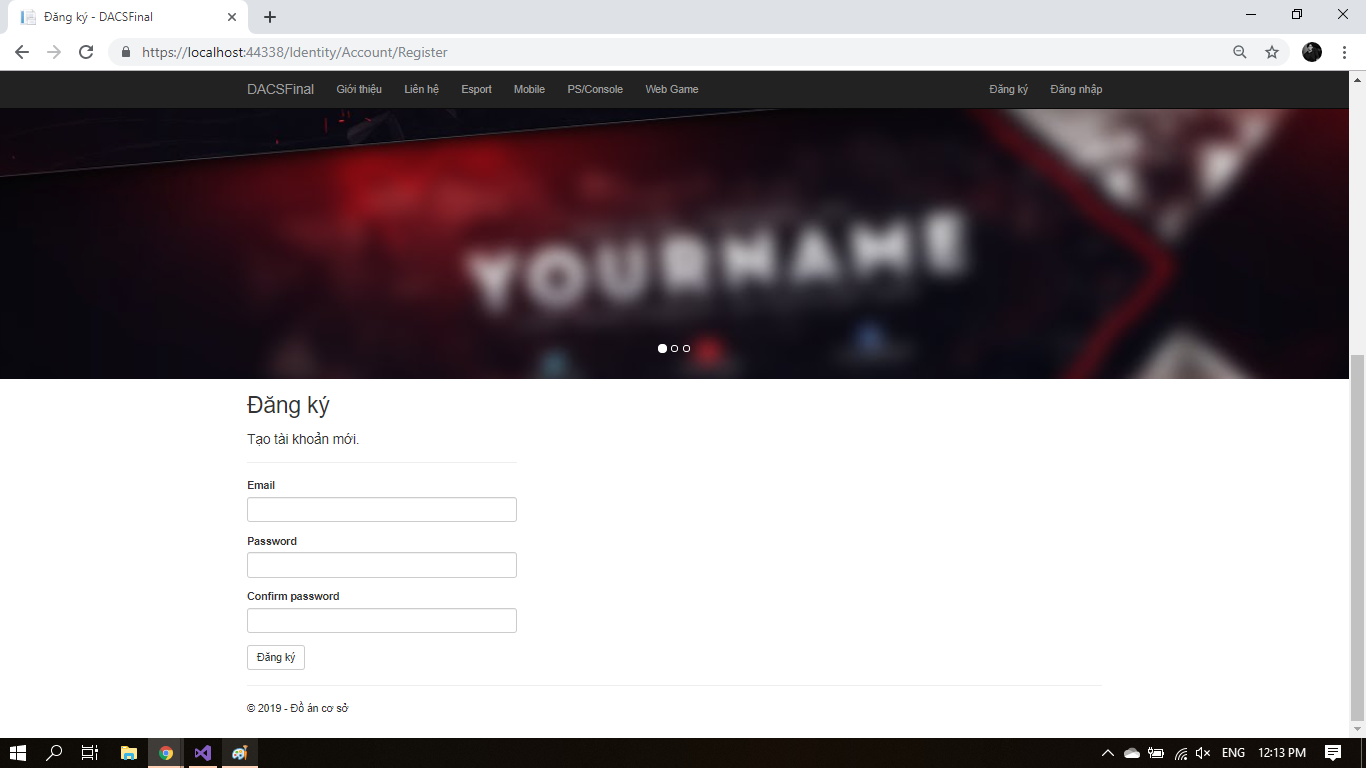 Đăng ký - DACSFinal
https://localhost:44338/Identity/Account/Register
DACSFinal Giới thiệu Liên hệ Esport Mobile PS/Console Web Game Đăng ký Đăng nhập
YOURNAME
Đăng ký
Tạo tài khoản mới.
Email
Password
Confirm password
Đăng ký
© 2019 - Đồ án cơ sở
ENG 12:13 PM